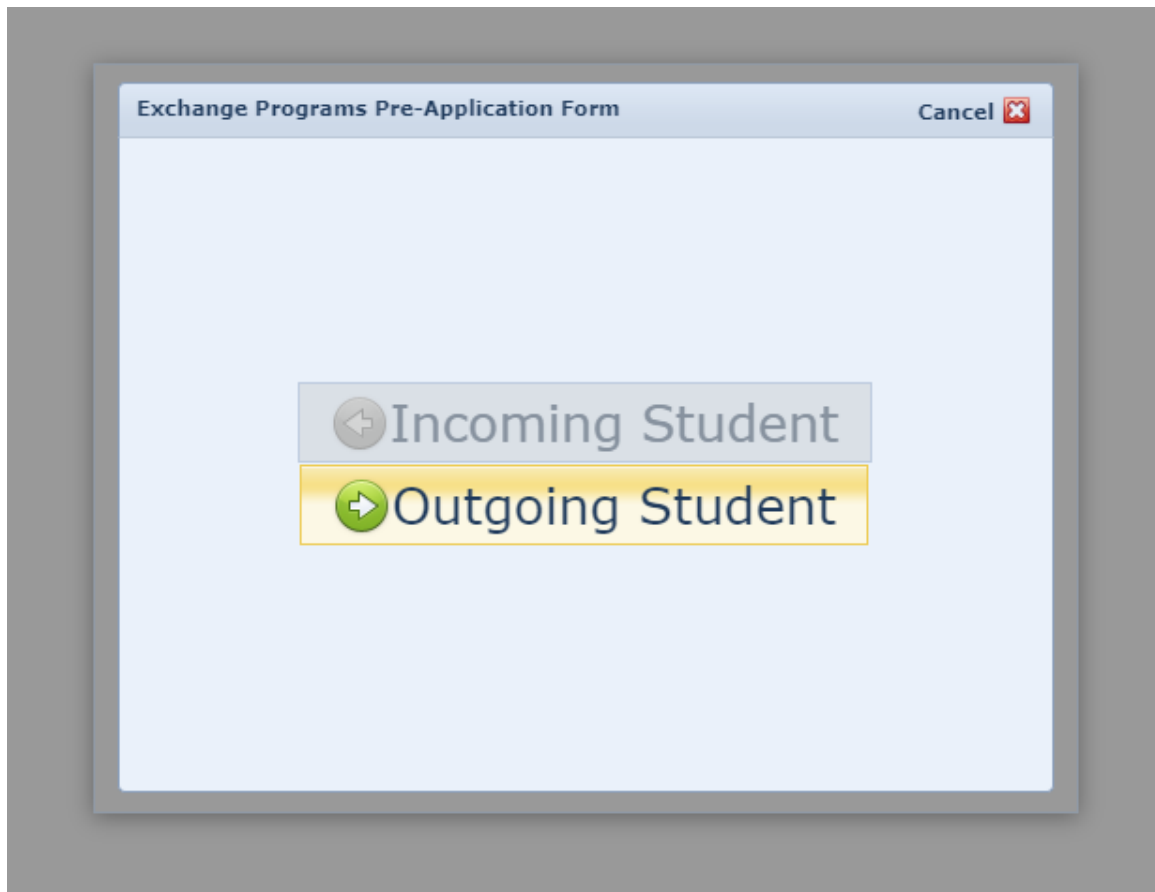 Exchange Programs Pre-Application Form
Cancel
Incoming Student
Outgoing Student